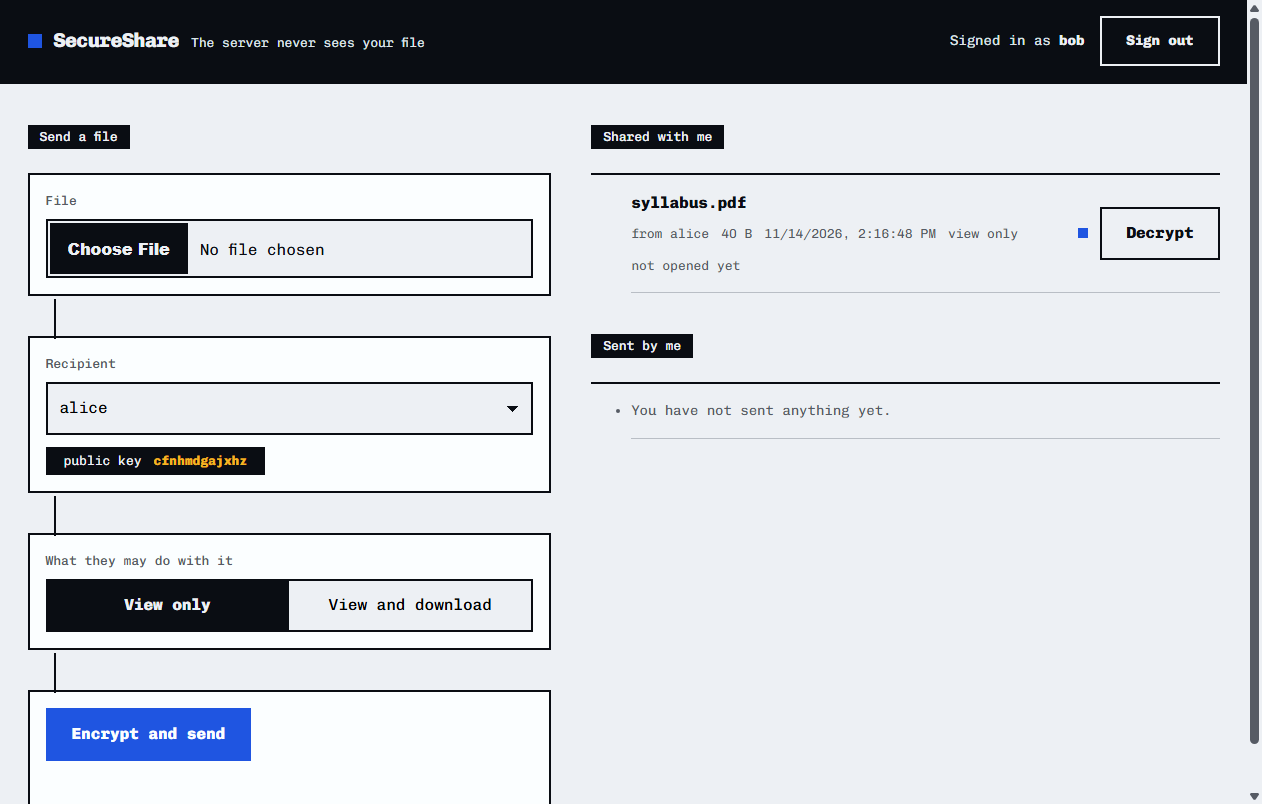 SecureShare The server never sees your file
Signed in as bob Sign out
Send a file
File
Choose File No file chosen
Recipient
alice
public key cfnhmdgajxhz
What they may do with it
View only View and download
Encrypt and send
Shared with me
syllabus.pdf
from alice 40 B 11/14/2026, 2:16:48 PM view only
not opened yet
Decrypt
Sent by me
You have not sent anything yet.